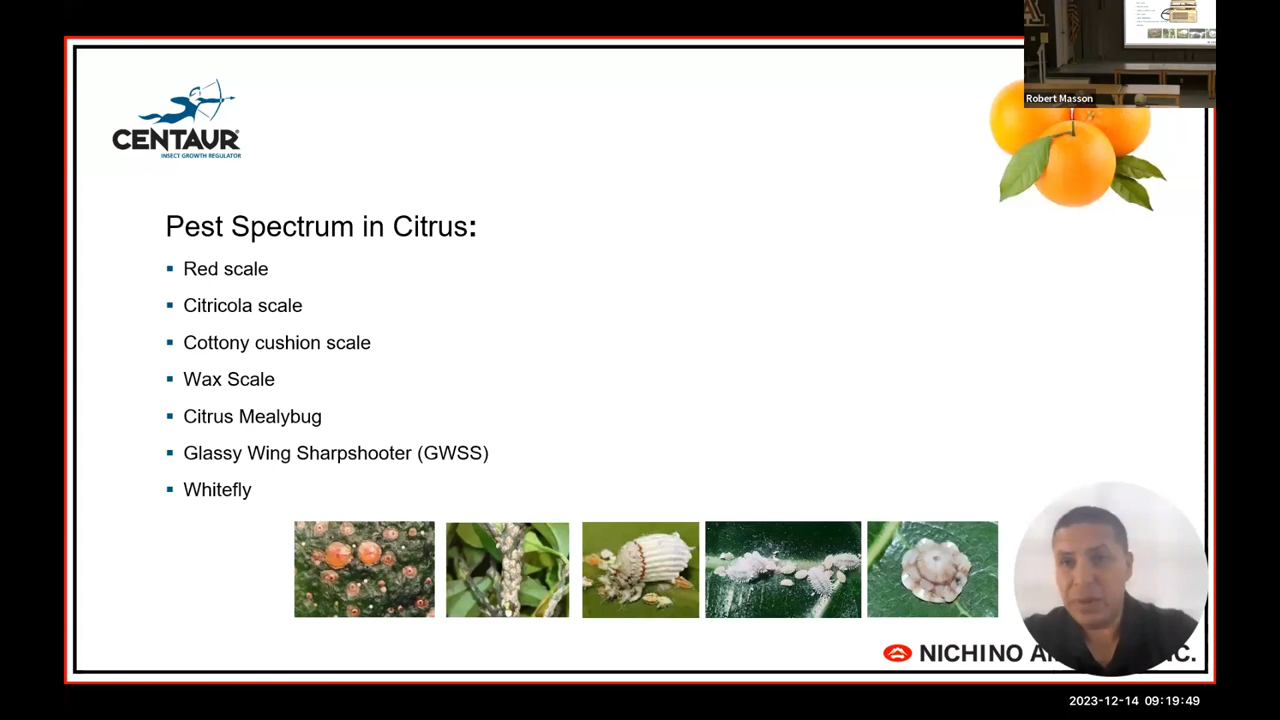 Robert Masson
CENTAUR®
INSECT GROWTH REGULATOR
Pest Spectrum in Citrus:
▪ Red scale
▪ Citricola scale
▪ Cottony cushion scale
▪ Wax Scale
▪ Citrus Mealybug
▪ Glassy Wing Sharpshooter (GWSS)
▪ Whitefly
NICHINO
2023-12-14 09:19:49